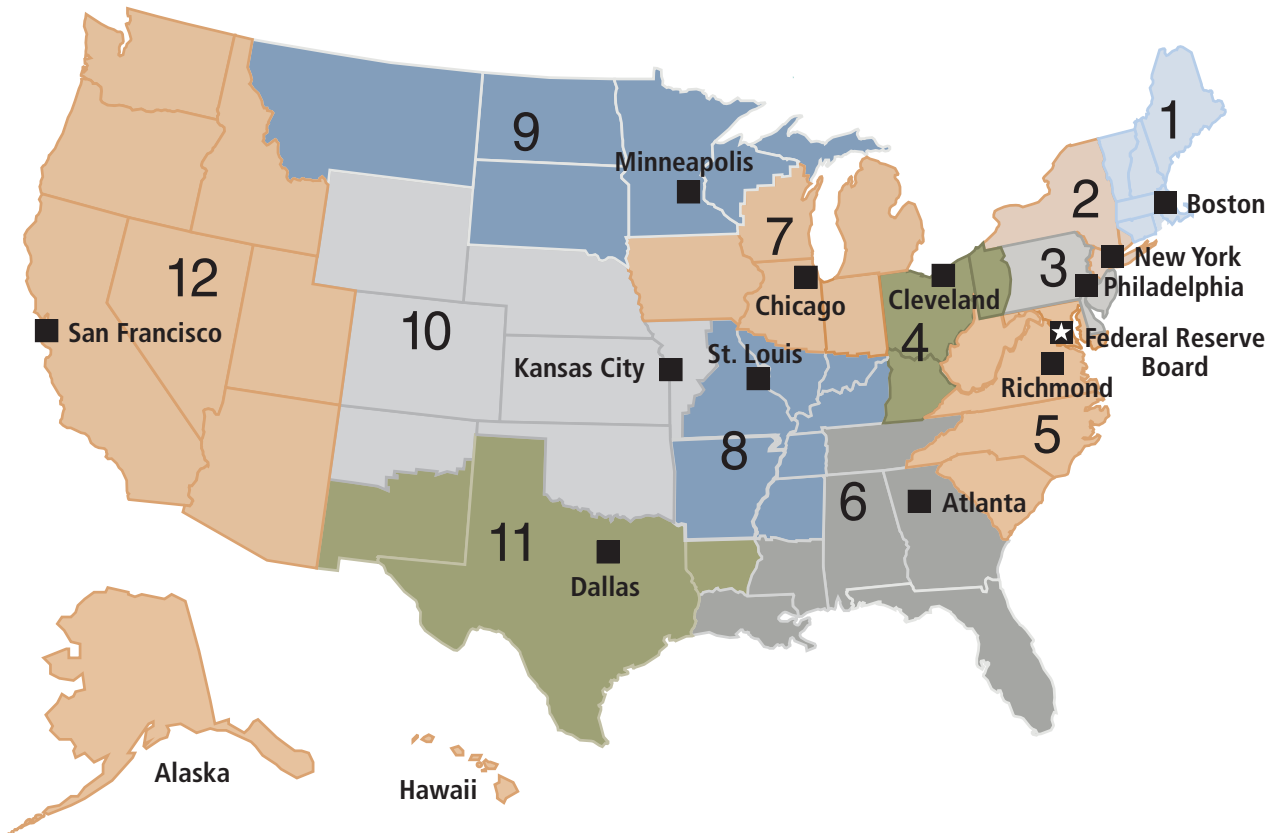 1
9
Minneapolis
2
Boston
7
New York
12
3
Philadelphia
Chicago
Cleveland
San Francisco
10
4
Federal Reserve
Board
St. Louis
Kansas City
Richmond
5
8
6
Atlanta
11
Dallas
Alaska
Hawaii